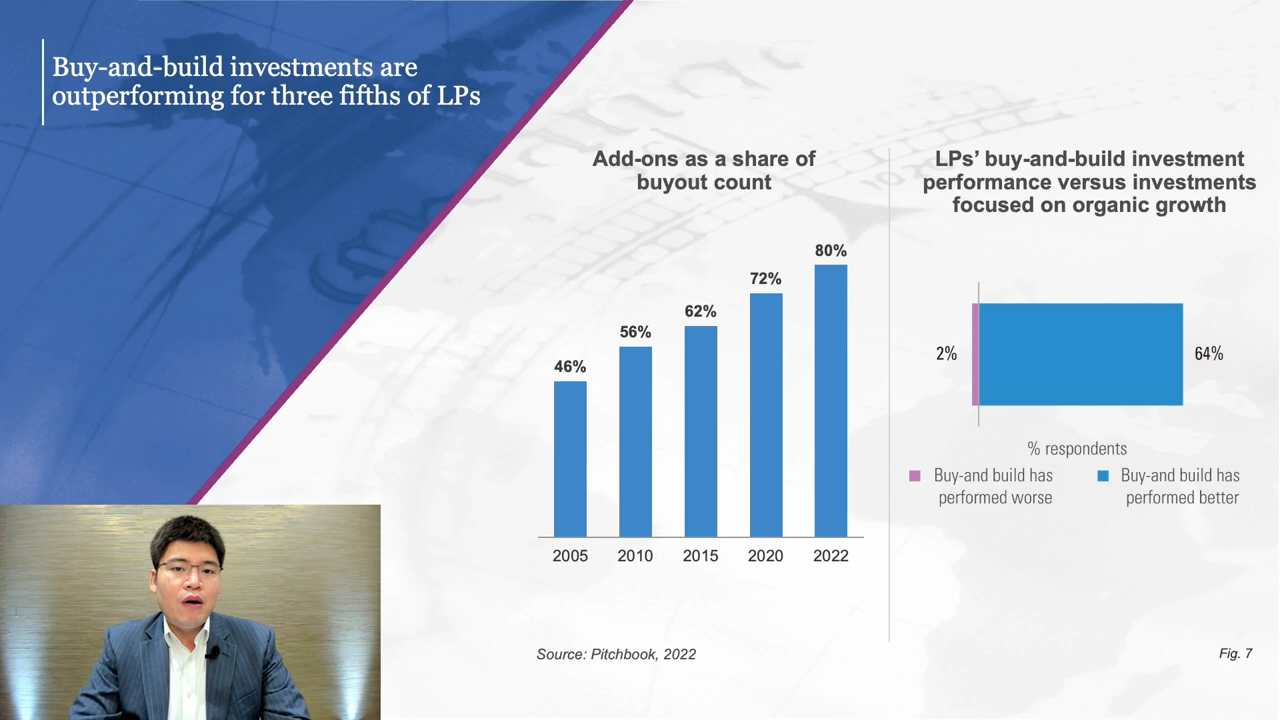 Buy-and-build investments are
outperforming for three fifths of LPs
Add-ons as a share of
buyout count
46%
56%
62%
72%
80%
2005
2010
2015
2020
2022
Source: Pitchbook, 2022
LPs’ buy-and-build investment
performance versus investments
focused on organic growth
2%
64%
% respondents
Buy-and build has
performed worse
Buy-and build has
performed better
Fig. 7